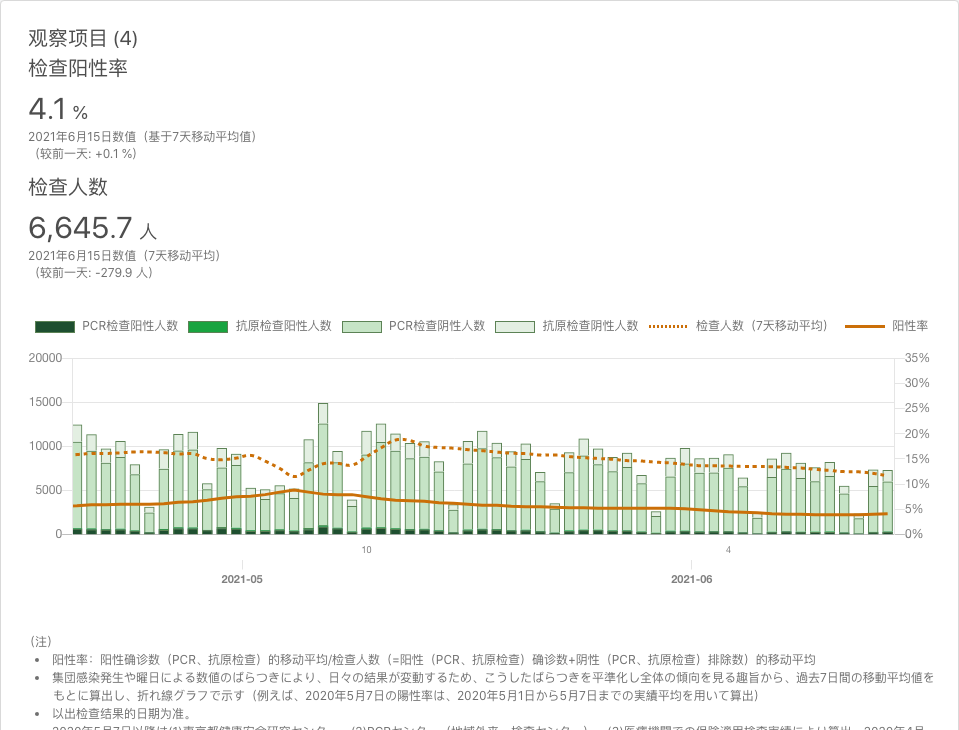 观察项目 (4)
检查阳性率
4.1 %
2021年6月15日数值（基于7天移动平均值）
（较前一天: +0.1 %）
检查人数
6,645.7 人
2021年6月15日数值（7天移动平均）
（较前一天: -279.9 人）
PCR检查阳性人数 抗原检查阳性人数 PCR检查阴性人数 抗原检查阴性人数 检查人数（7天移动平均） 阳性率
20000 35%
30%
15000
25%
10000 20%
15%
5000 10%
5%
0 0%
10 4
2021-05 2021-06
（注）
• 阳性率：阳性确诊数（PCR、抗原检查）的移动平均/检查人数（=阳性（PCR、抗原检查）确诊数+阴性（PCR、抗原检查）排除数）的移动平均
• 集団感染発生や曜日による数値のばらつきにより、日々の結果が変動するため、こうしたばらつきを平準化し全体の傾向を見る趣旨から、過去7日間の移動平均値を
もとに算出し、折れ線グラフで示す（例えば、2020年5月7日の陽性率は、2020年5月1日から5月7日までの実績平均を用いて算出）
• 以出检查结果的日期为准。